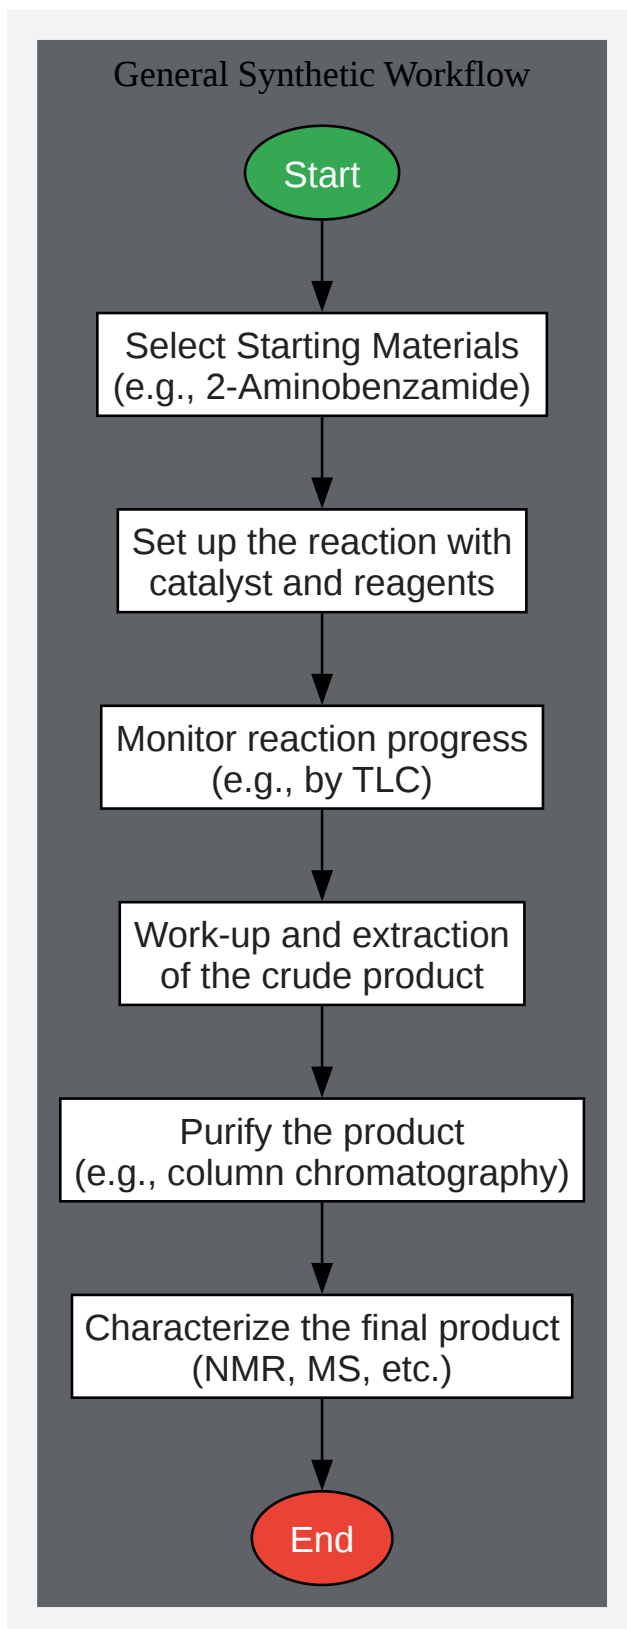 General Synthetic Workflow
Start
Select Starting Materials
(e.g., 2-Aminobenzamide)
Set up the reaction with
catalyst and reagents
Monitor reaction progress
(e.g., by TLC)
Work-up and extraction
of the crude product
Purify the product
(e.g., column chromatography)
Characterize the final product
(NMR, MS, etc.)
End